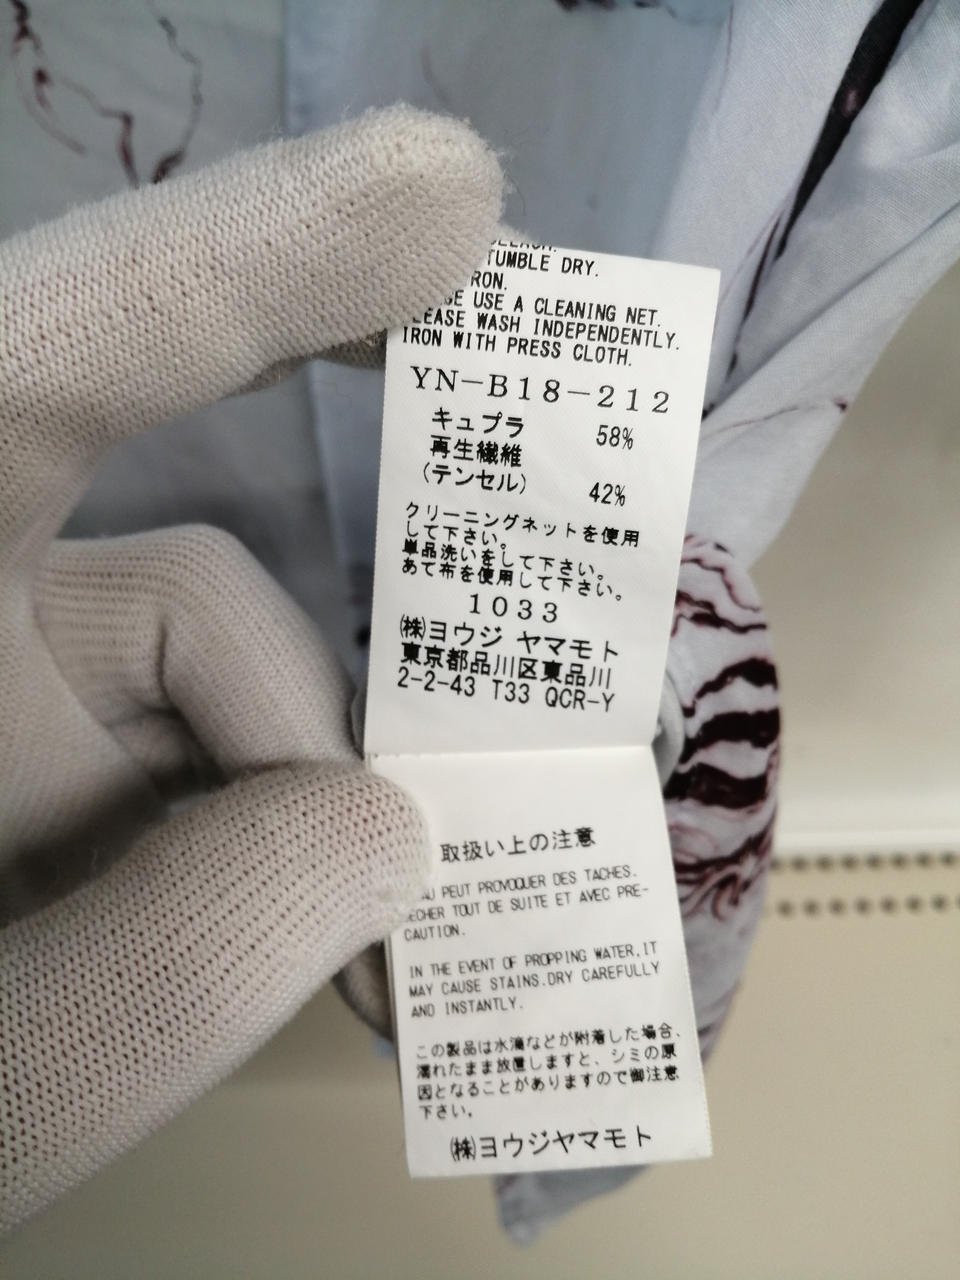 TUMBLE DRY.
USE A CLEANING NET.
PLEASE WASH INDEPENDENTLY.
IRON WITH PRESS CLOTH.
YN-B18-212
キュプラ 58%
再生繊維
(テンセル) 42%
クリーニングネットを使用
して下さい。
単品洗いをして下さい。
あて布を使用して下さい。
1033
㈱ヨウジ ヤマモト
東京都品川区東品川
2-2-43 T33 QCR-Y
取扱い上の注意
PEUT PROVOQUER DES TACHES.
TOUT DE SUITE ET AVEC PRE-
CAUTION.
IN THE EVENT OF PROPPING WATER,IT
MAY CAUSE STAINS.DRY CAREFULLY
AND INSTANTLY.
この製品は水滴などが附着した場合、
濡れたまま放置しますと、シミの原
因となることがありますので御注意
下さい。
㈱ヨウジヤマモト